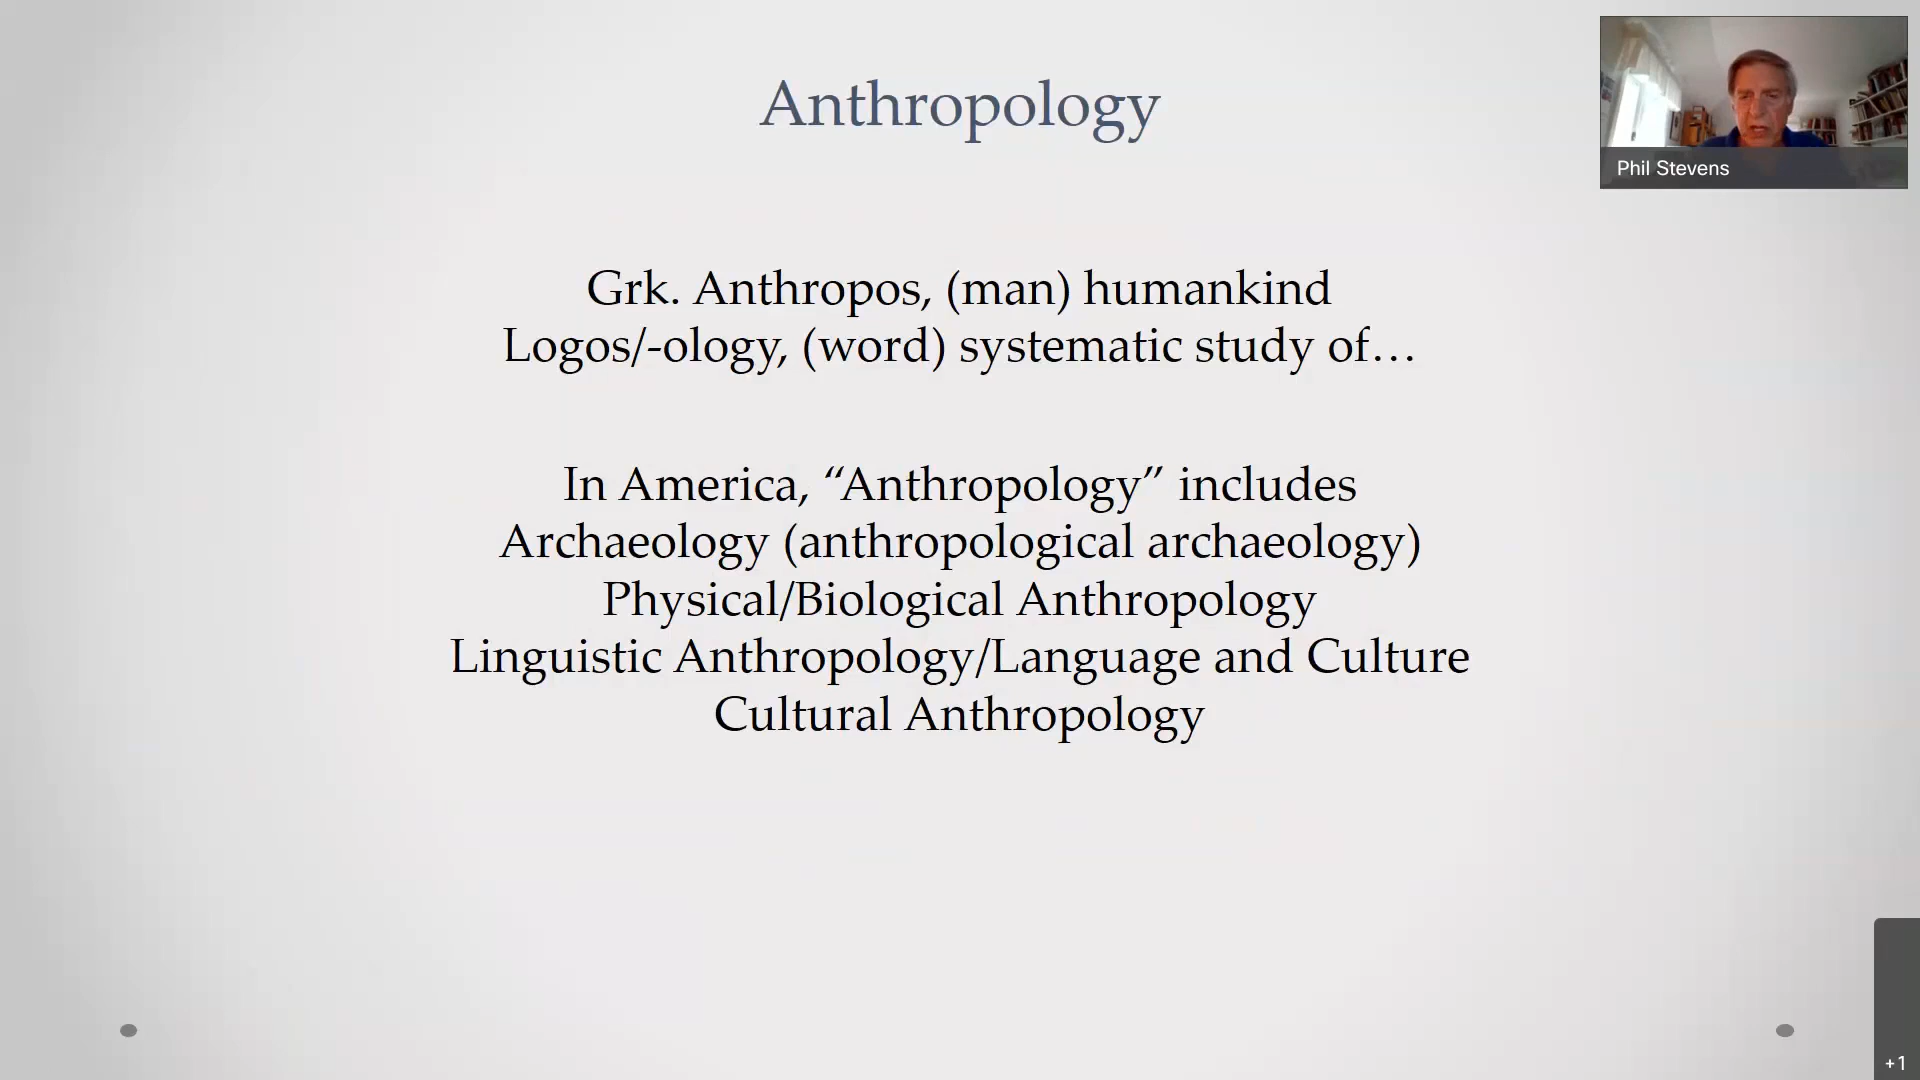 Anthropology
Phil Stevens
Grk. Anthropos, (man) humankind
Logos/-ology, (word) systematic study of…
In America, “Anthropology” includes
Archaeology (anthropological archaeology)
Physical/Biological Anthropology
Linguistic Anthropology/Language and Culture
Cultural Anthropology
+1